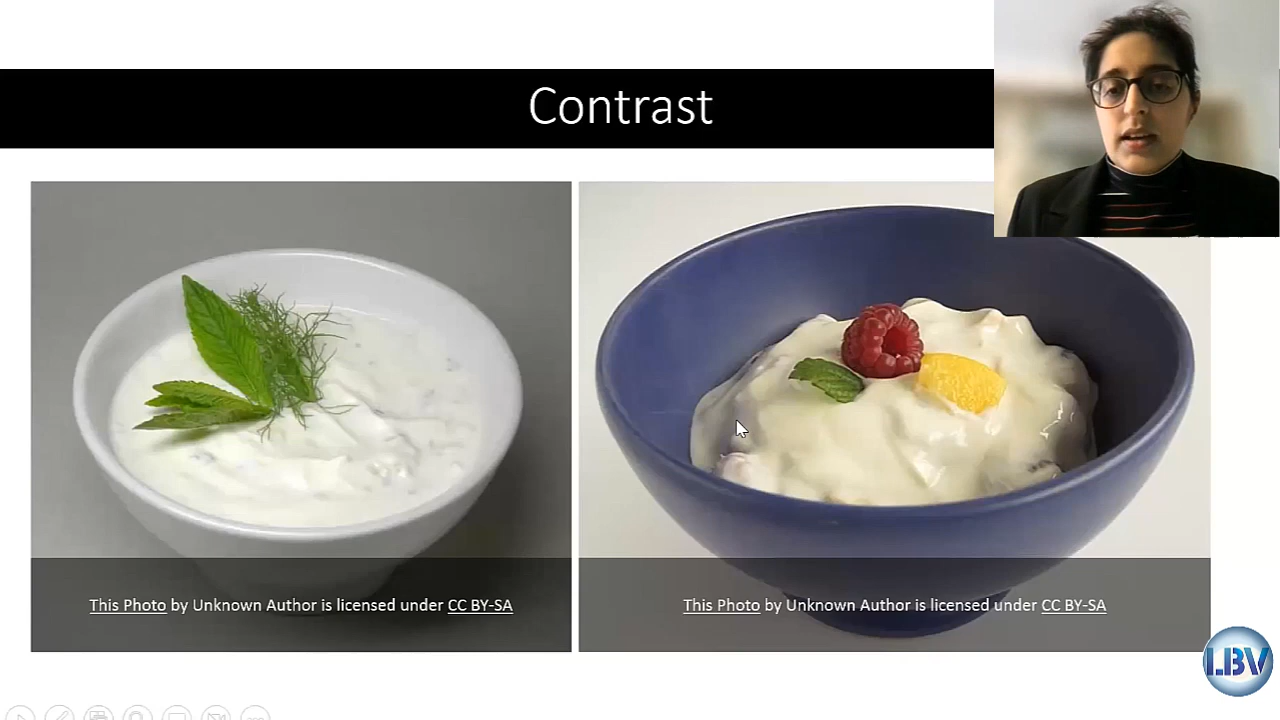 Contrast
This Photo by Unknown Author is licensed under CC BY-SA
This Photo by Unknown Author is licensed under CC BY-SA
LBV